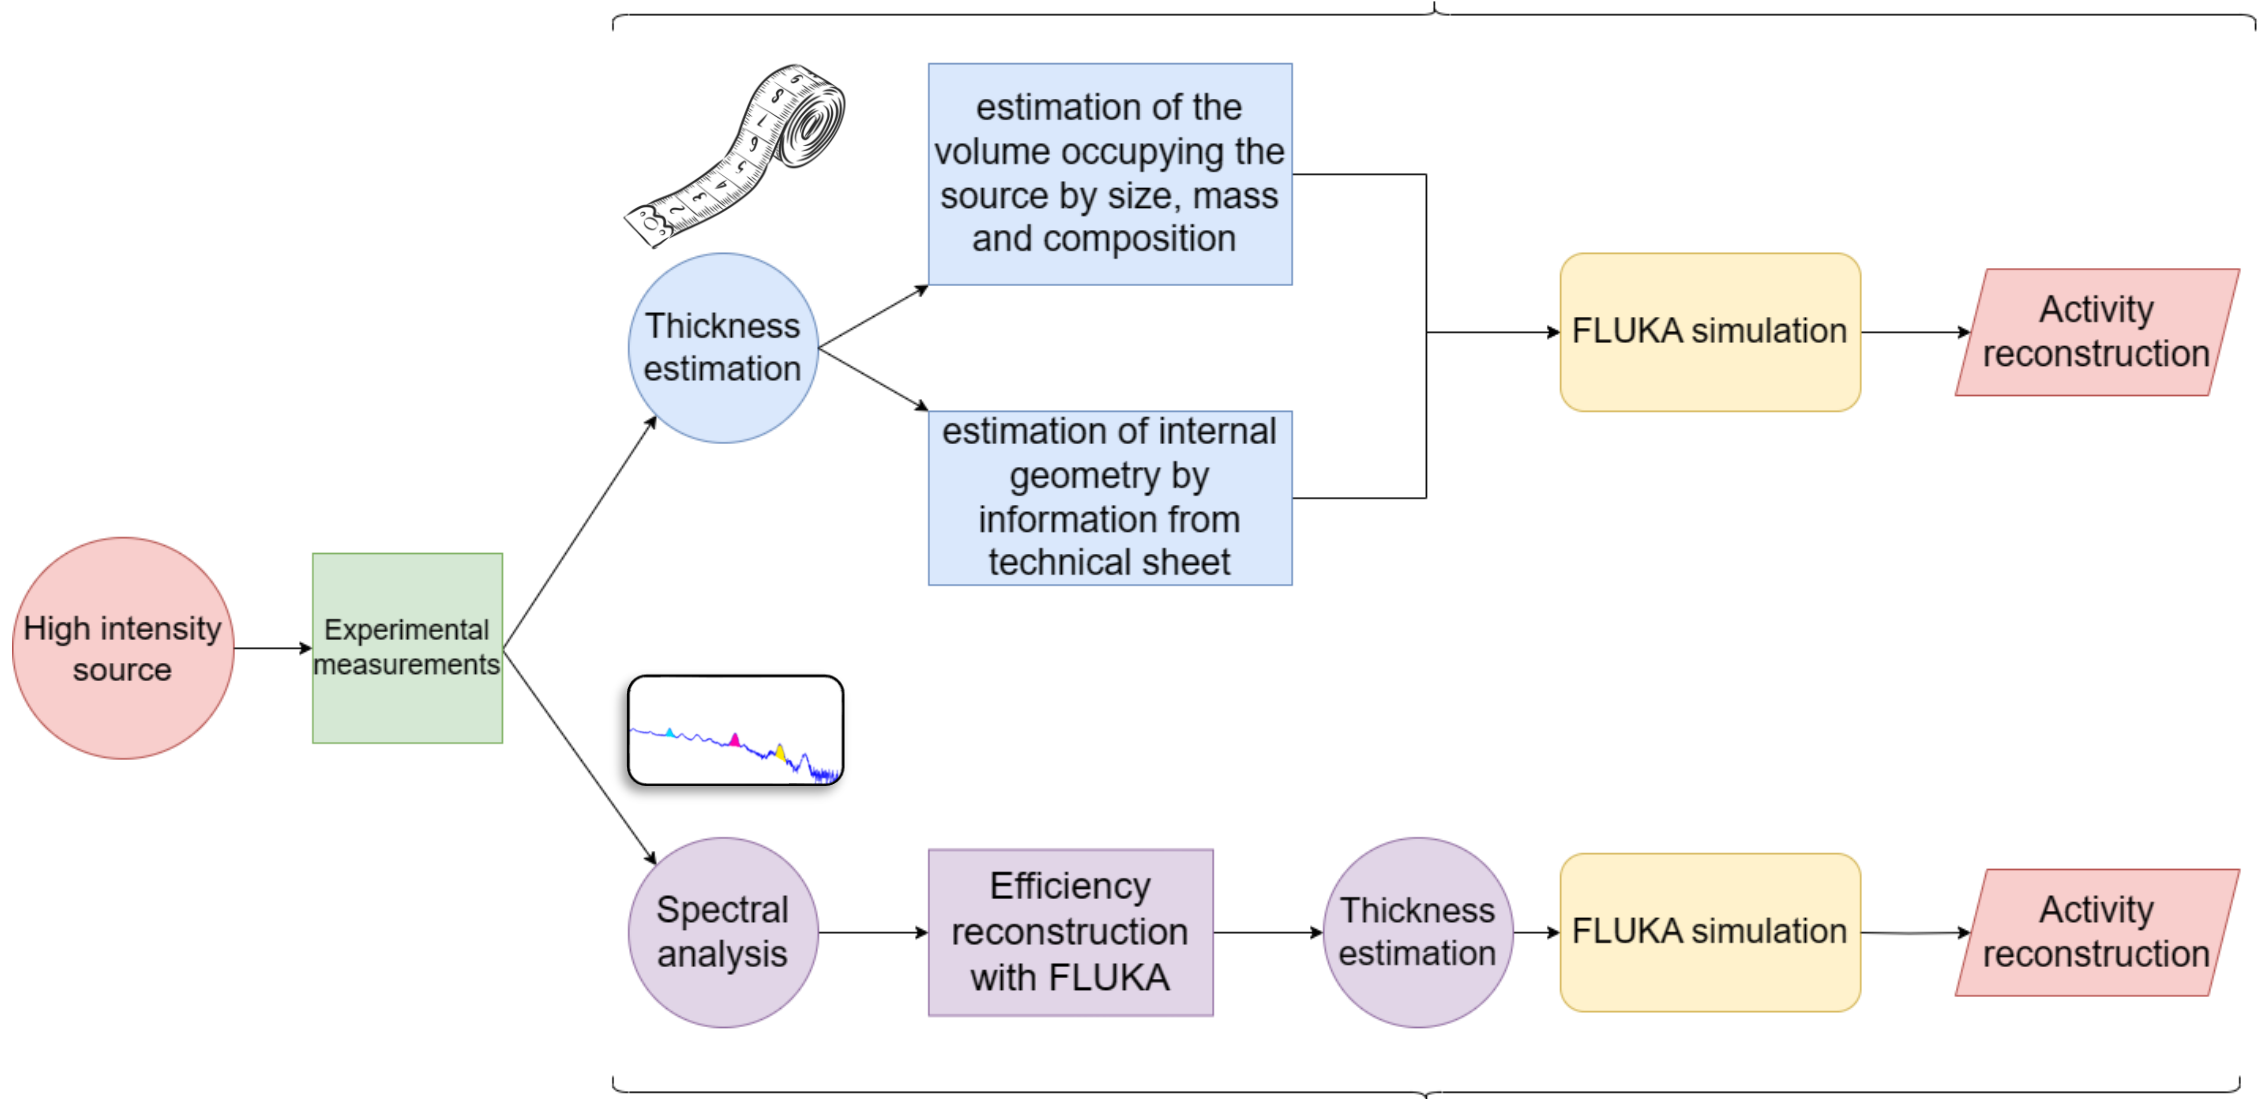 estimation of the
volume occupying the
source by size, mass
and composition
Thickness
estimation
FLUKA simulation
Activity
reconstruction
estimation of internal
geometry by
information from
technical sheet
High intensity
source
Experimental
measurements
Spectral
analysis
Efficiency
reconstruction
with FLUKA
Thickness
estimation
FLUKA simulation
Activity
reconstruction